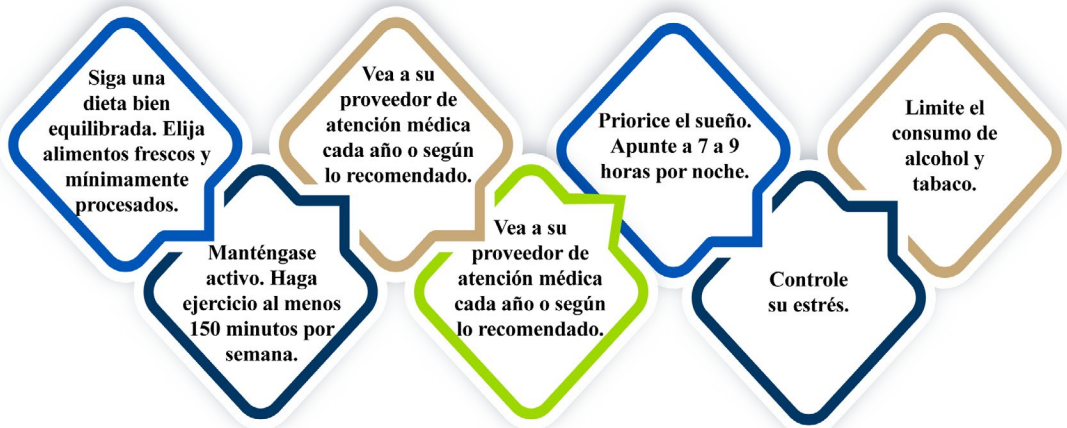 Siga una
dieta bien
equilibrada. Elija
alimentos frescos y
mínimamente
procesados.
Manténgase
activo. Haga
ejercicio al menos
150 minutos por
semana.
Vea a su
proveedor de
atención médica
cada año o según
lo recomendado.
Vea a su
proveedor de
atención médica
cada año o según
lo recomendado.
Priorice el sueño.
Apunte a 7 a 9
horas por noche.
Controle
su estrés.
Limite el
consumo de
alcohol y
tabaco.